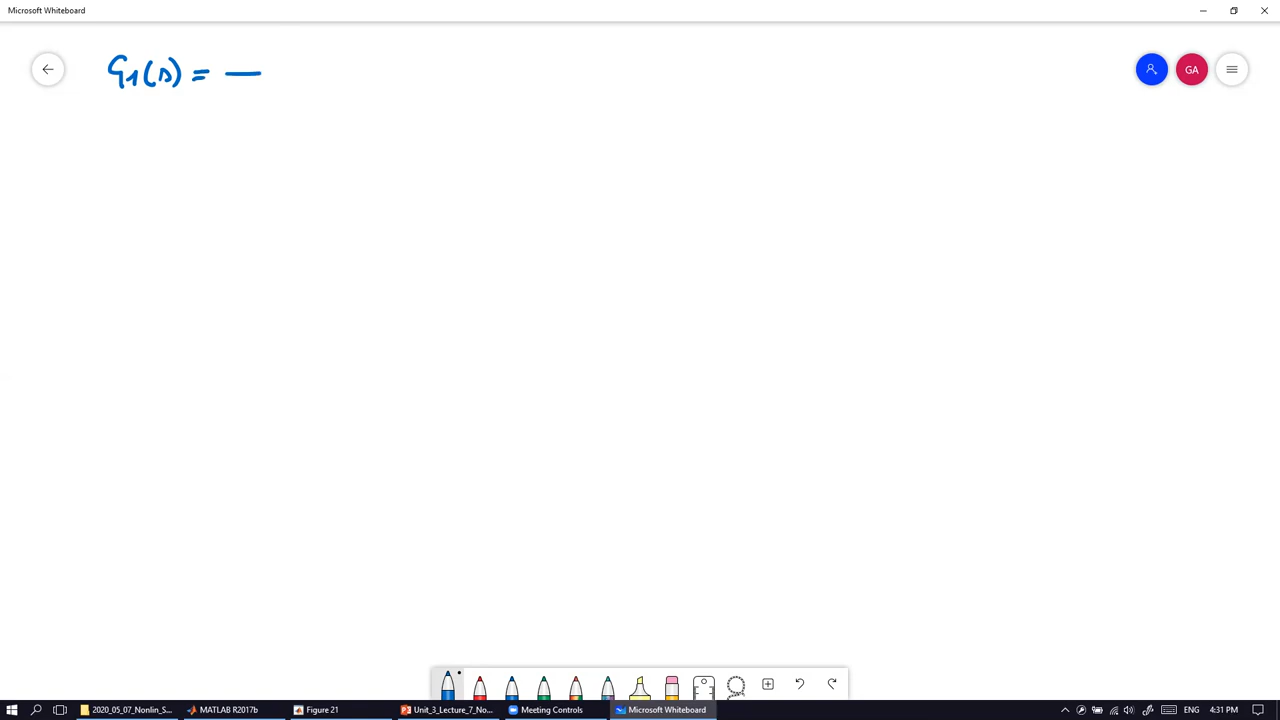 Microsoft Whiteboard
G1(s) = —
GA
2020_05_07_Nonlin_S...
MATLAB R2017b
Figure 21
Unit_3_Lecture_7_No...
Meeting Controls
Microsoft Whiteboard
ENG
4:31 PM